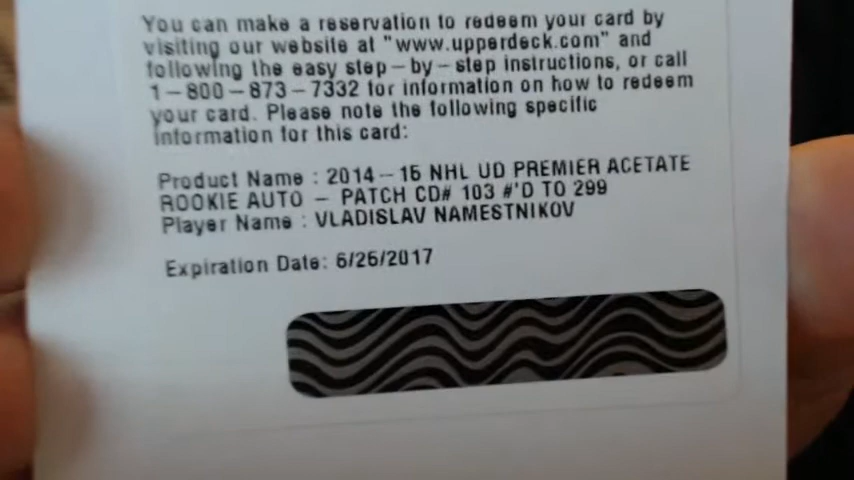 You can make a reservation to redeem your card by
visiting our website at "www.upperdeck.com" and
following the easy step-by-step instructions, or call
1-800-873-7332 for information on how to redeem
your card. Please note the following specific
information for this card:
Product Name : 2014-15 NHL UD PREMIER ACETATE
ROOKIE AUTO - PATCH CD# 103 #'D TO 299
Player Name : VLADISLAV NAMESTNIKOV
Expiration Date: 6/25/2017